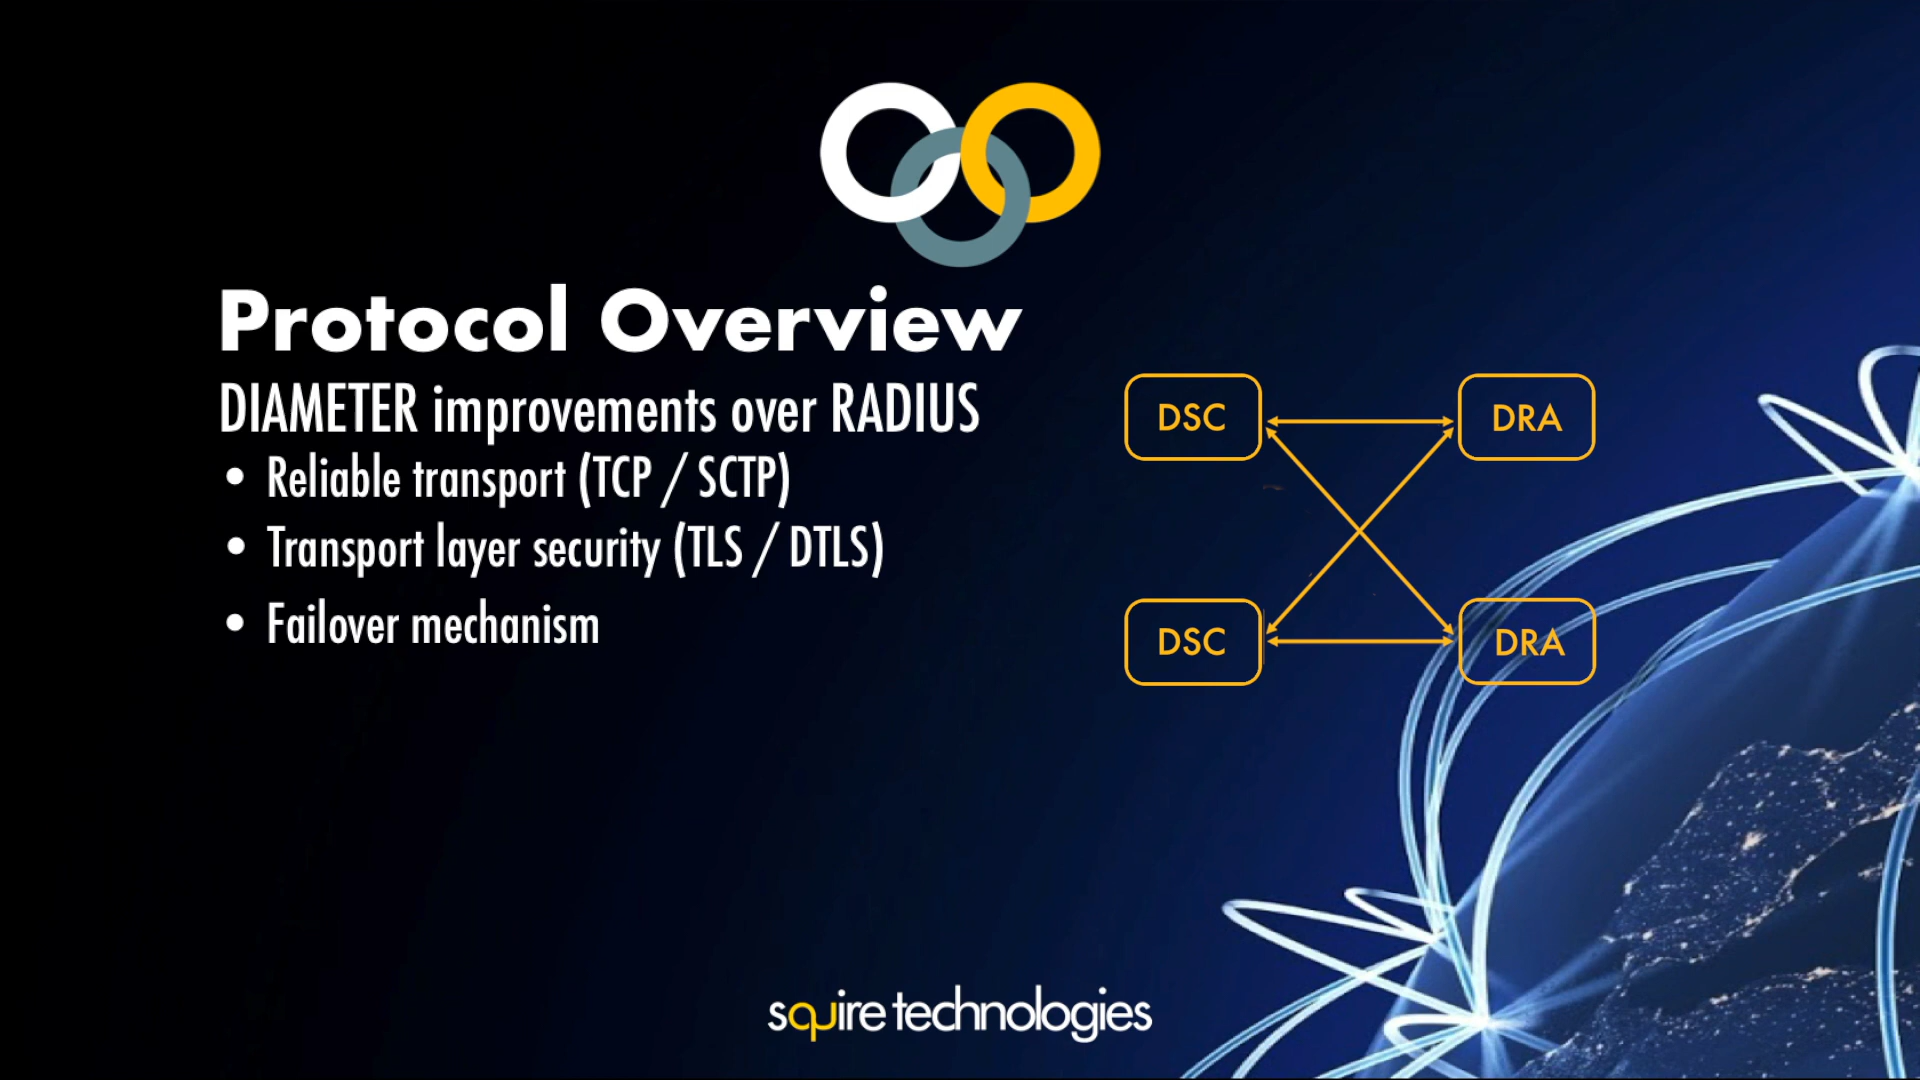 Protocol Overview
DIAMETER improvements over RADIUS
• Reliable transport (TCP / SCTP)
• Transport layer security (TLS / DTLS)
• Failover mechanism
DSC
DRA
DSC
DRA
squire technologies